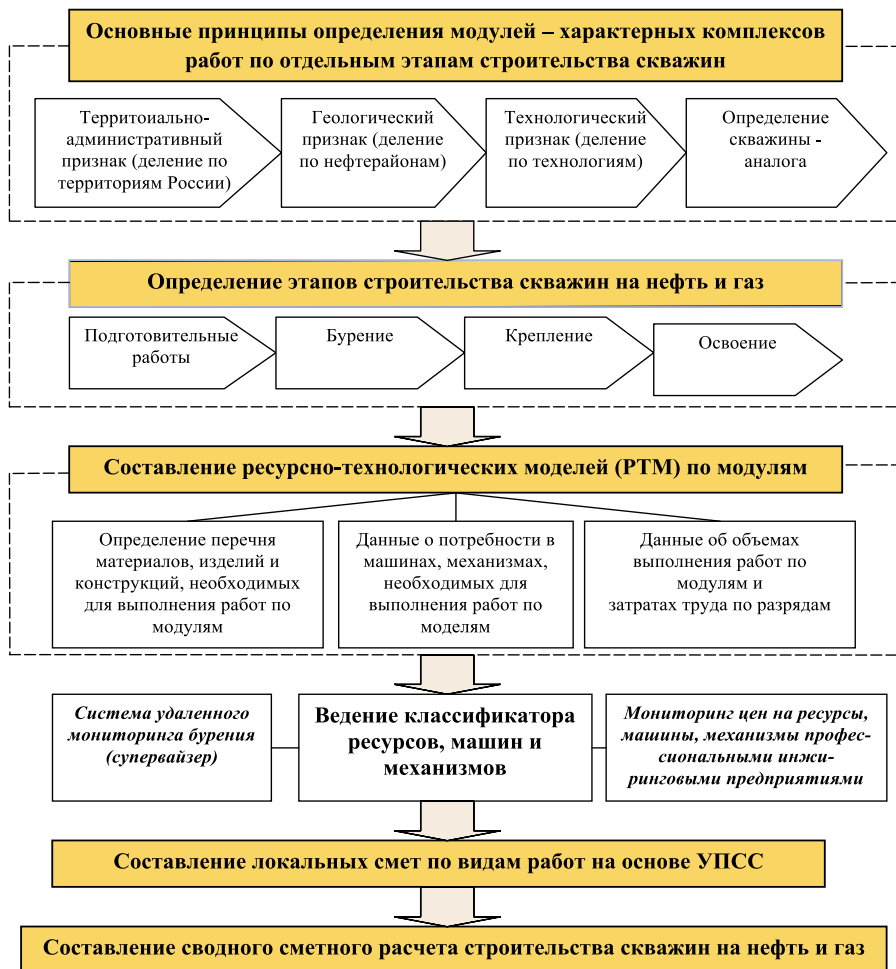 Основные принципы определения модулей – характерных комплексов
работ по отдельным этапам строительства скважин
Территоиально-
административный
признак (деление по
территориям России)
Геологический
признак (деление
по нефтерайонам)
Технологический
признак (деление
по технологиям)
Определение
скважины -
аналога
Определение этапов строительства скважин на нефть и газ
Подготовительные
работы
Бурение
Крепление
Освоение
Составление ресурсно-технологических моделей (РТМ) по модулям
Определение перечня
материалов, изделий и
конструкций, необходимых
для выполнения работ по
модулям
Данные о потребности в
машинах, механизмах,
необходимых для
выполнения работ по
моделям
Данные об объемах
выполнения работ по
модулям и
затратах труда по разрядам
Система удаленного
мониторинга бурения
(супервайзер)
Ведение классификатора
ресурсов, машин и
механизмов
Мониторинг цен на ресурсы,
машины, механизмы профес-
сиональными инжи-
ринговыми предприятиями
Составление локальных смет по видам работ на основе УПСС
Составление сводного сметного расчета строительства скважин на нефть и газ